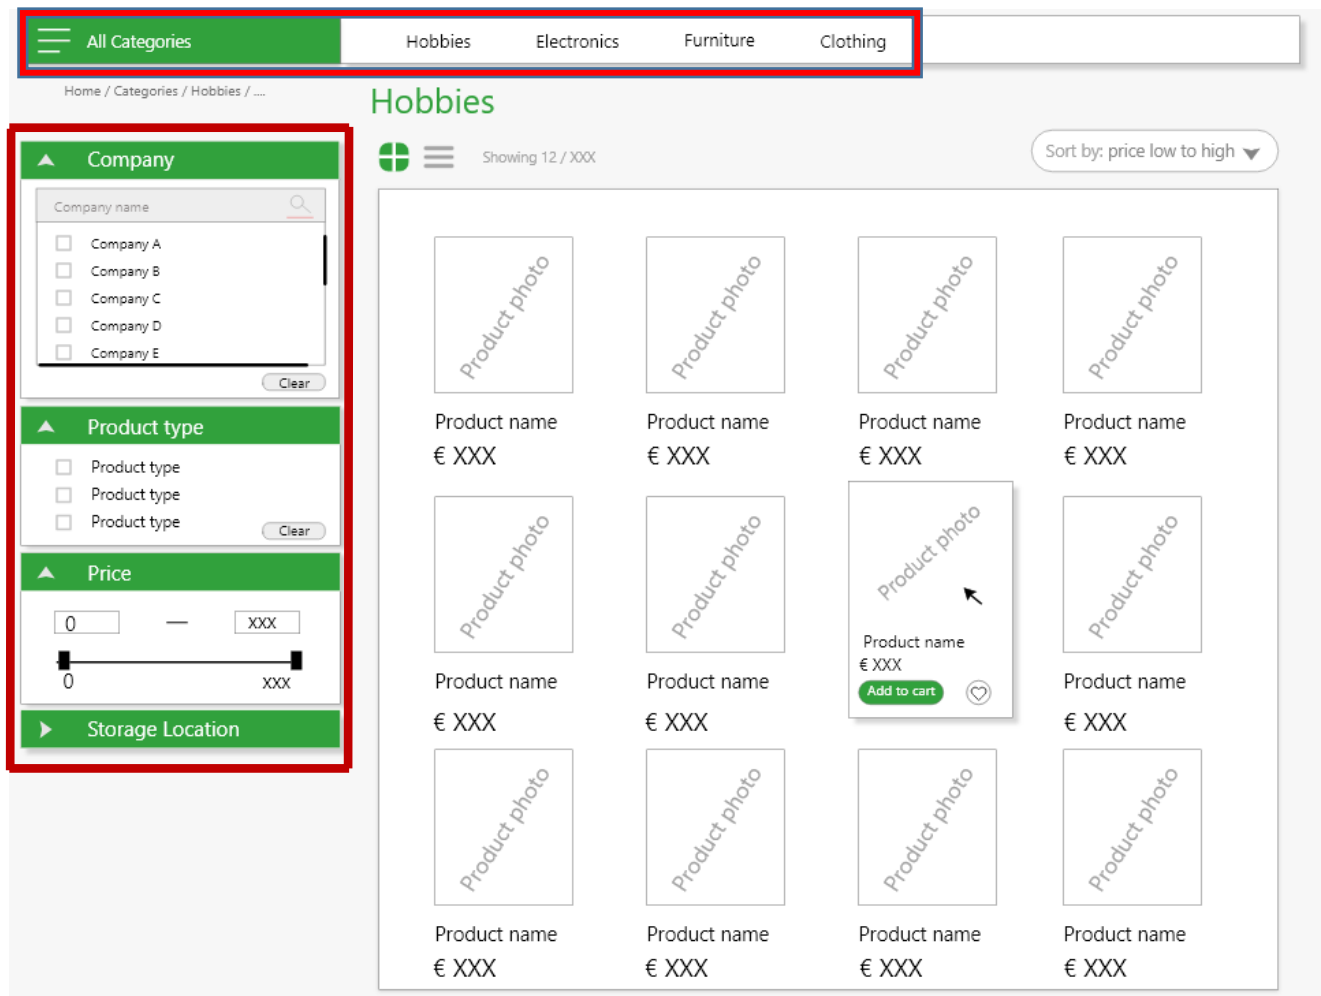 All Categories Hobbies Electronics Furniture Clothing
Home / Categories / Hobbies / ....
Hobbies
Showing 12 / XXX
Sort by: price low to high
Company
Company name
Company A
Company B
Company C
Company D
Company E
Clear
Product type
Product type
Product type
Product type
Clear
Price
0 — XXX
0 XXX
Storage Location
Product photo Product photo Product photo Product photo
Product name Product name Product name Product name
€ XXX € XXX € XXX € XXX
Product photo Product photo Product photo Product photo
Product name Product name Product name Product name
€ XXX € XXX € XXX € XXX
Add to cart
Product photo Product photo Product photo Product photo
Product name Product name Product name Product name
€ XXX € XXX € XXX € XXX